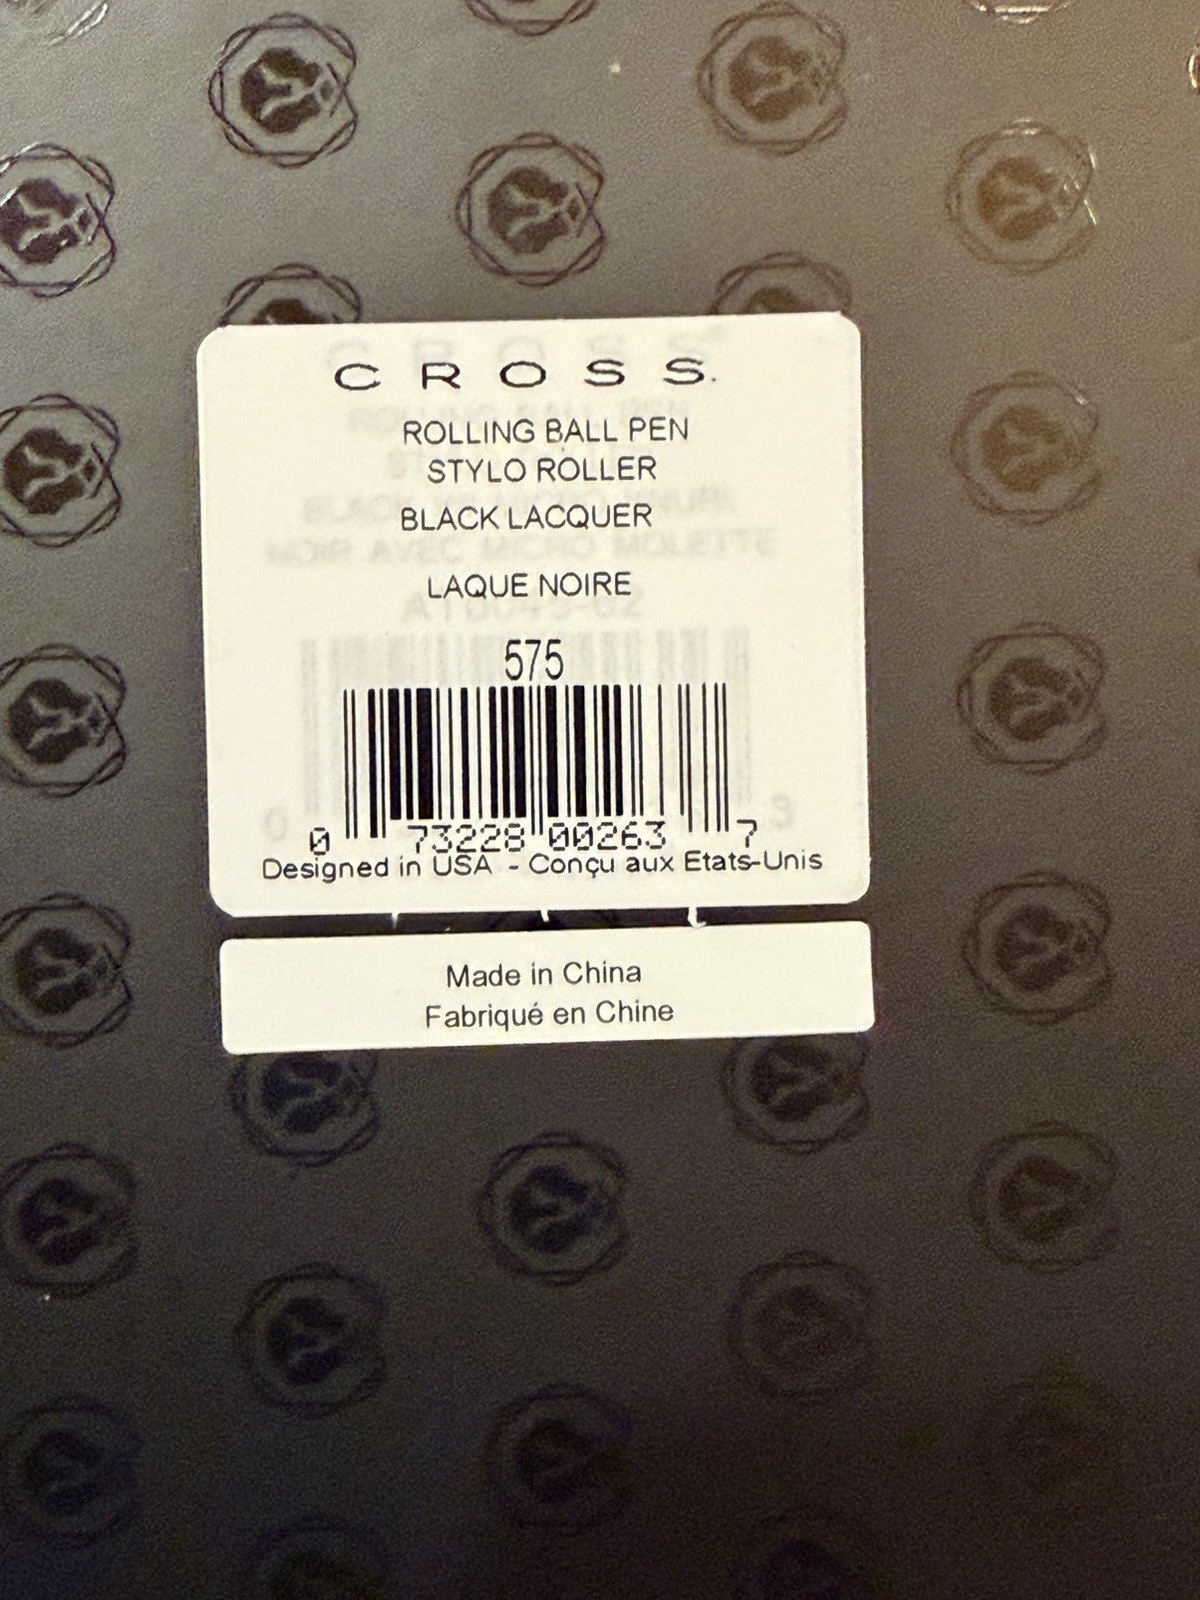 CROSS.
ROLLING BALL PEN
STYLO ROLLER
BLACK LACQUER
LAQUE NOIRE
575
0 73228 00263 7
Designed in USA - Conçu aux Etats-Unis
Made in China
Fabriqué en Chine